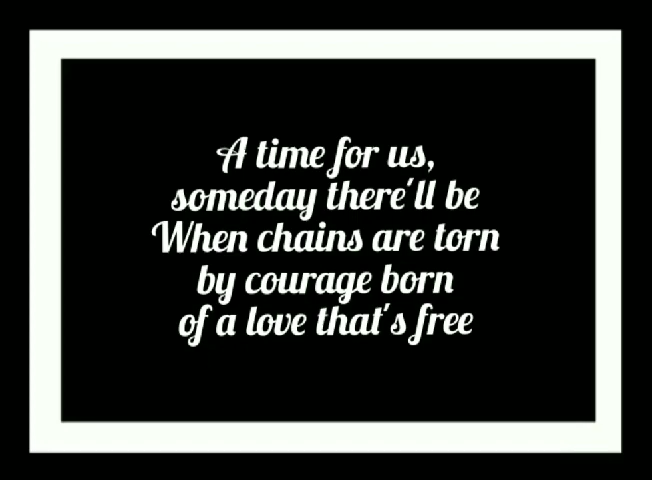 A time for us,
someday there'll be
When chains are torn
by courage born
of a love that's free